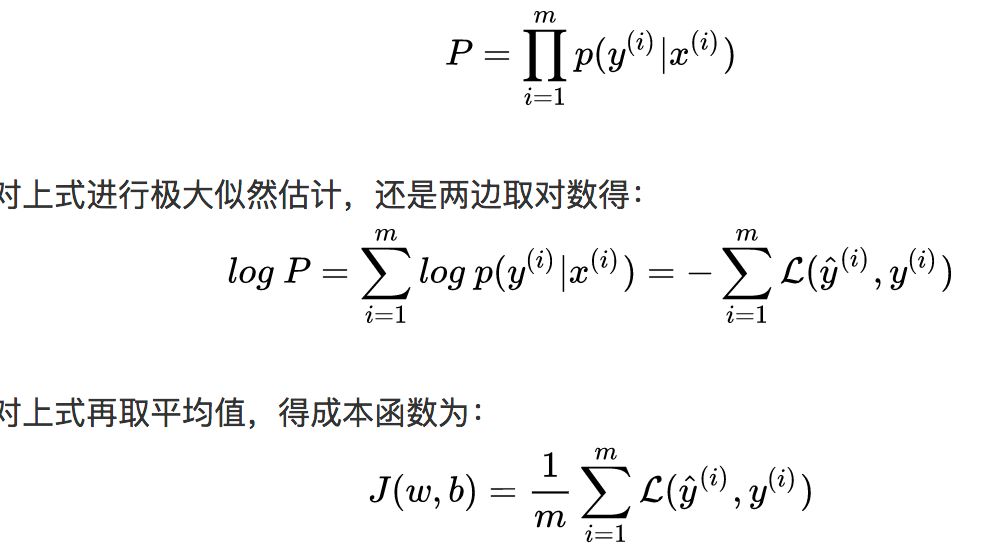 P = \prod_{i=1}^{m} p(y^{(i)}|x^{(i)})
对上式进行极大似然估计，还是两边取对数得：
log P = \sum_{i=1}^{m} log p(y^{(i)}|x^{(i)}) = -\sum_{i=1}^{m} \mathcal{L}(\hat{y}^{(i)}, y^{(i)})
对上式再取平均值，得成本函数为：
J(w, b) = \frac{1}{m} \sum_{i=1}^{m} \mathcal{L}(\hat{y}^{(i)}, y^{(i)})